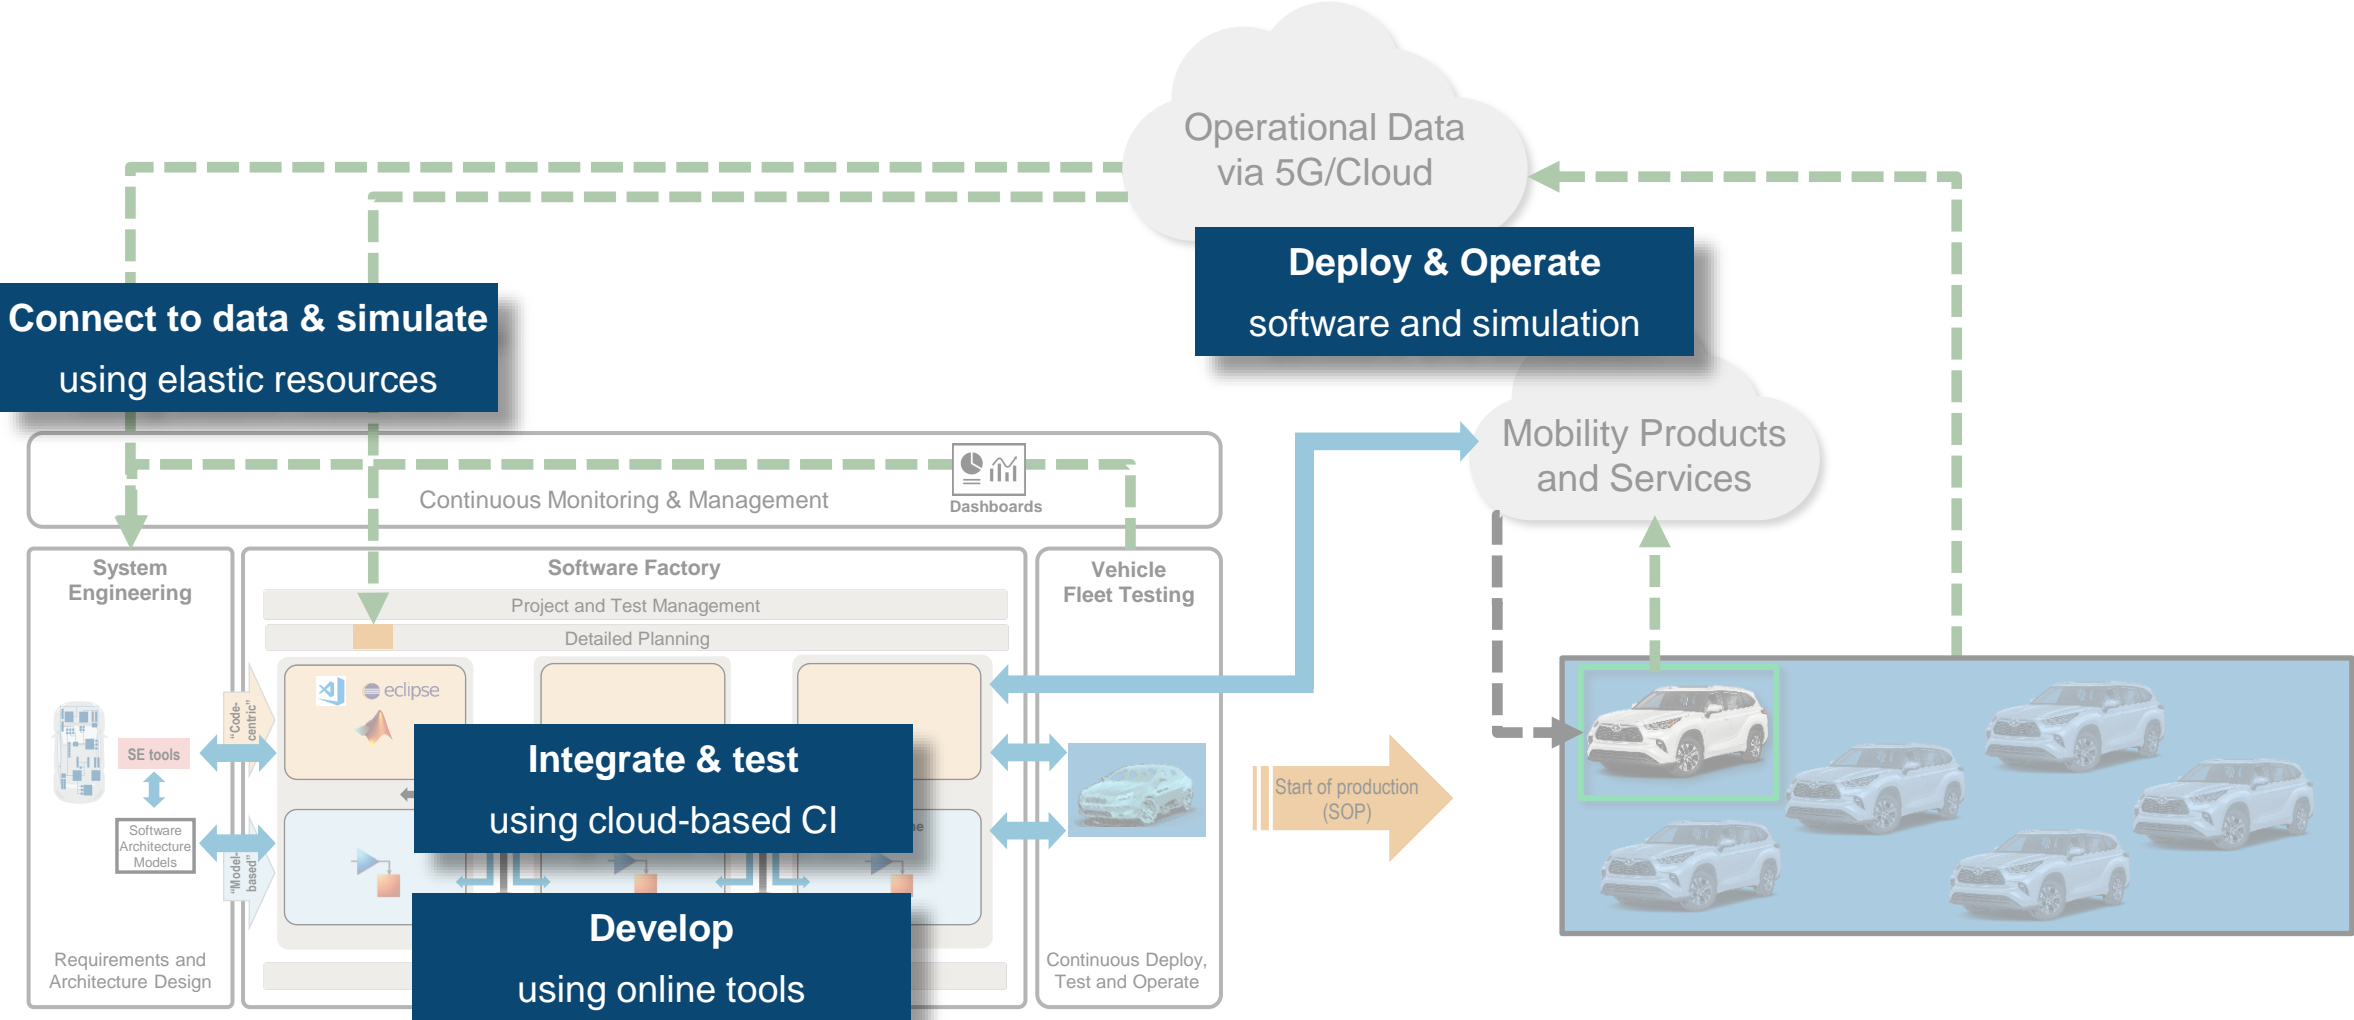 Operational Data
via 5G/Cloud
Deploy & Operate
software and simulation
Connect to data & simulate
using elastic resources
Mobility Products
and Services
Continuous Monitoring & Management
Dashboards
System
Engineering
Software Factory
Vehicle
Fleet Testing
Project and Test Management
Detailed Planning
eclipse
"Code-
centric"
SE tools
Integrate & test
using cloud-based CI
Start of production
(SOP)
Software
Architecture
Models
"Model-
based"
Develop
using online tools
Requirements and
Architecture Design
Continuous Deploy,
Test and Operate